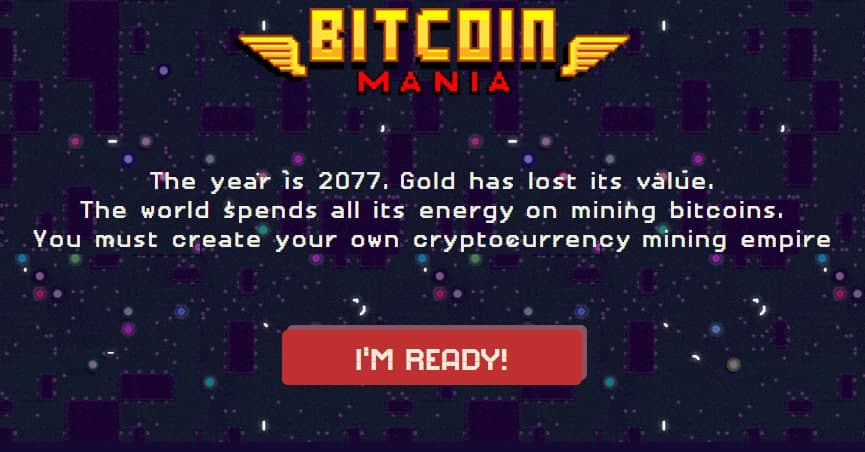 BITCOIN
MANIA
The year is 2077. Gold has lost its value.
The world spends all its energy on mining bitcoins.
You must create your own cryptocurrency mining empire
I'M READY!